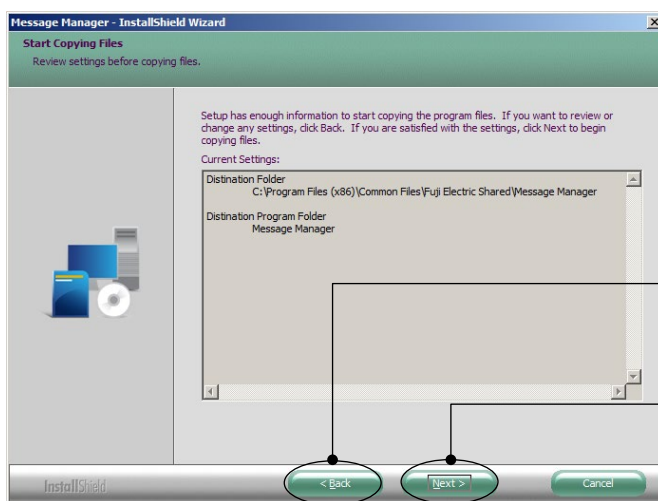 Message Manager - InstallShield Wizard
Start Copying Files
Review settings before copying files.
Setup has enough information to start copying the program files. If you want to review or
change any settings, click Back. If you are satisfied with the settings, click Next to begin
copying files.
Current Settings:
Distination Folder
C:\Program Files (x86)\Common Files\Fuji Electric Shared\Message Manager
Distination Program Folder
Message Manager
InstallShield
< Back
Next >
Cancel